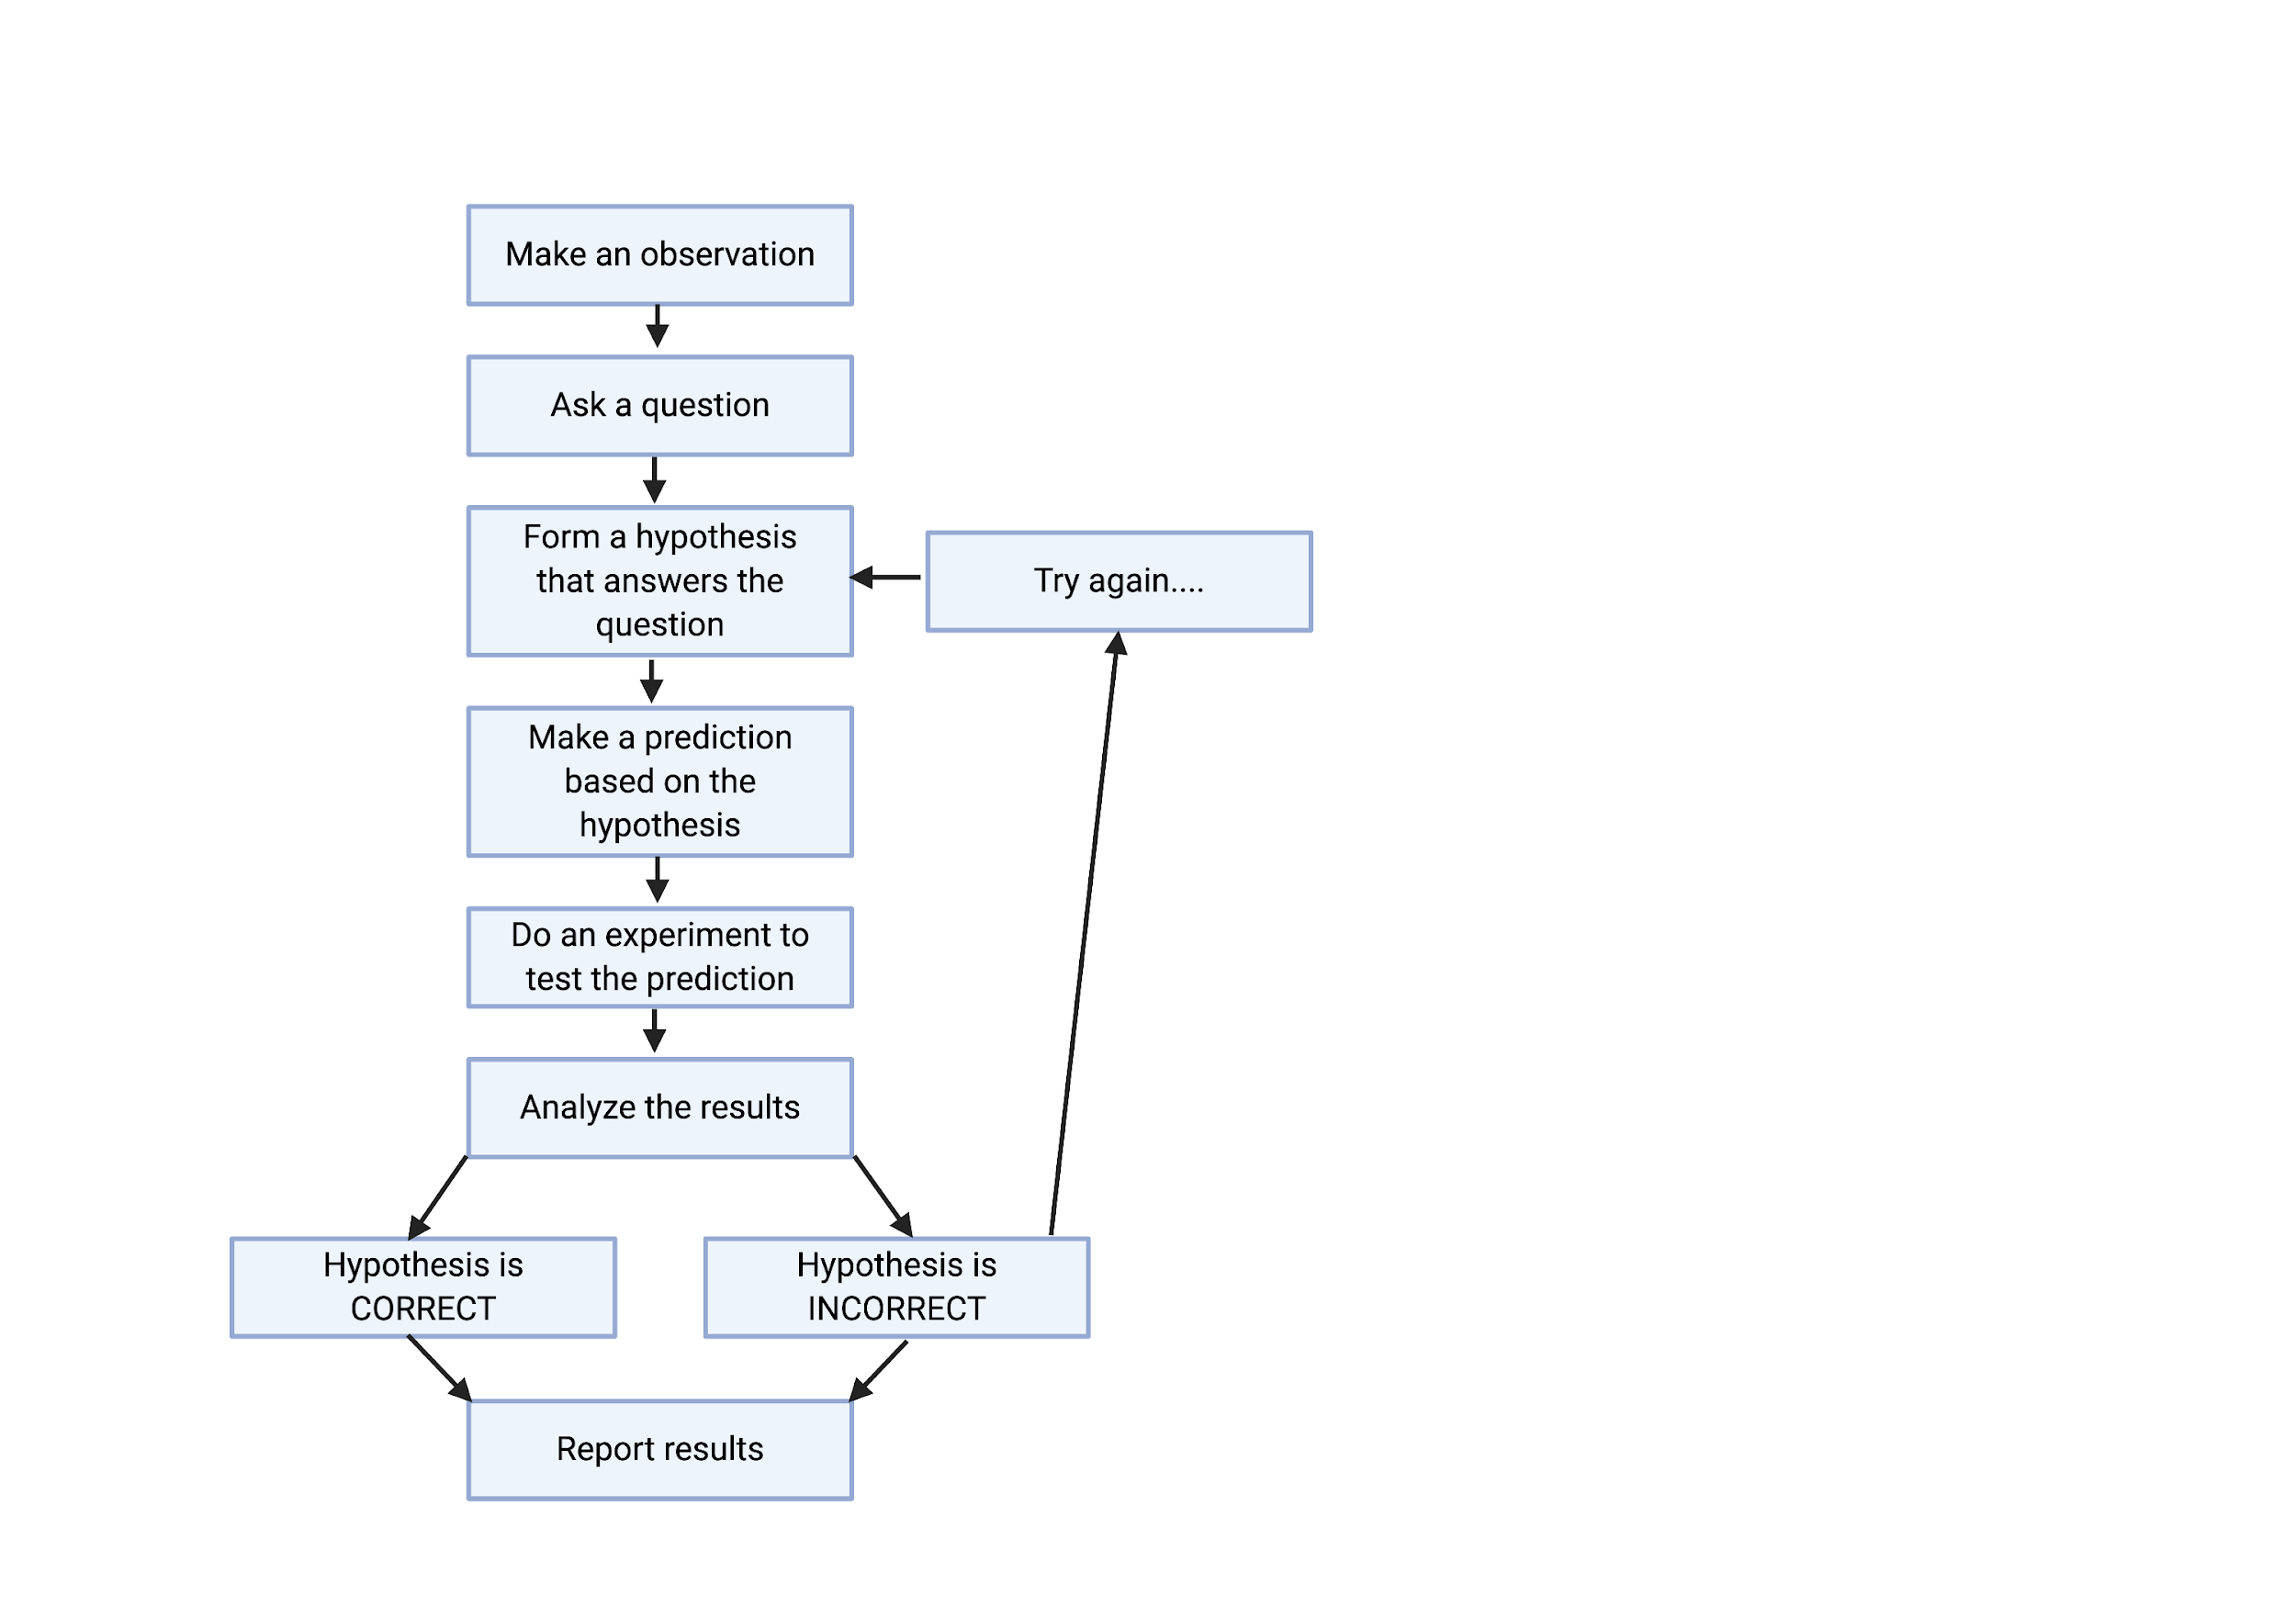 Make an observation
Ask a question
Form a hypothesis
that answers the
question
Try again....
Make a prediction
based on the
hypothesis
Do an experiment to
test the prediction
Analyze the results
Hypothesis is
CORRECT
Hypothesis is
INCORRECT
Report results